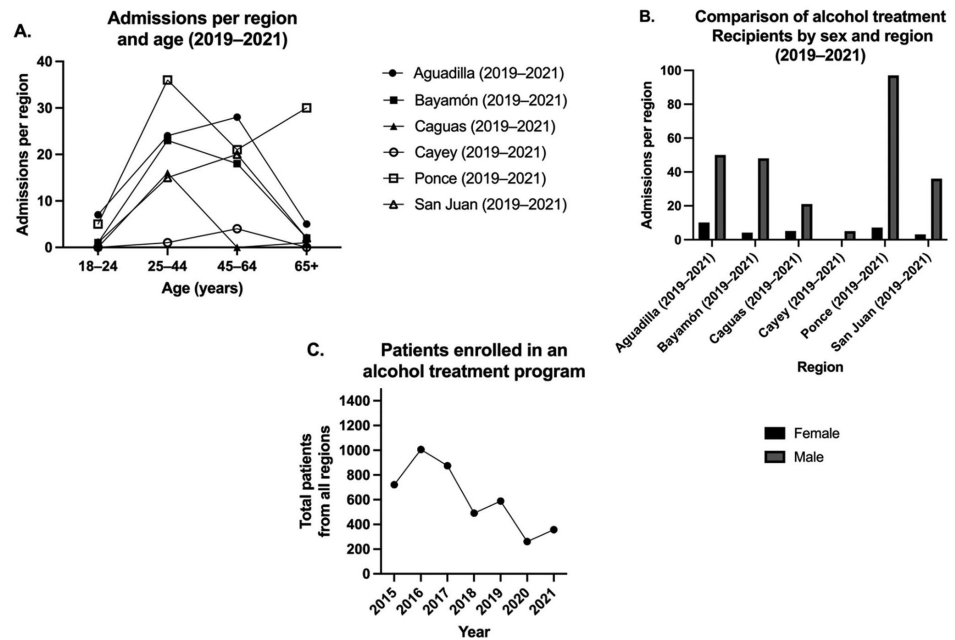 A.
Admissions per region
and age (2019–2021)
Admissions per region
40
30
20
10
0
18–24
25–44
45–64
65+
Age (years)
Aguadilla (2019–2021)
Bayamón (2019–2021)
Caguas (2019–2021)
Cayey (2019–2021)
Ponce (2019–2021)
San Juan (2019–2021)
B.
Comparison of alcohol treatment
Recipients by sex and region
(2019–2021)
Admissions per region
100
80
60
40
20
0
Aguadilla (2019–2021)
Bayamón (2019–2021)
Caguas (2019–2021)
Cayey (2019–2021)
Ponce (2019–2021)
San Juan (2019–2021)
Region
Female
Male
C.
Patients enrolled in an
alcohol treatment program
Total patients
from all regions
1400
1200
1000
800
600
400
200
0
2015
2016
2017
2018
2019
2020
2021
Year